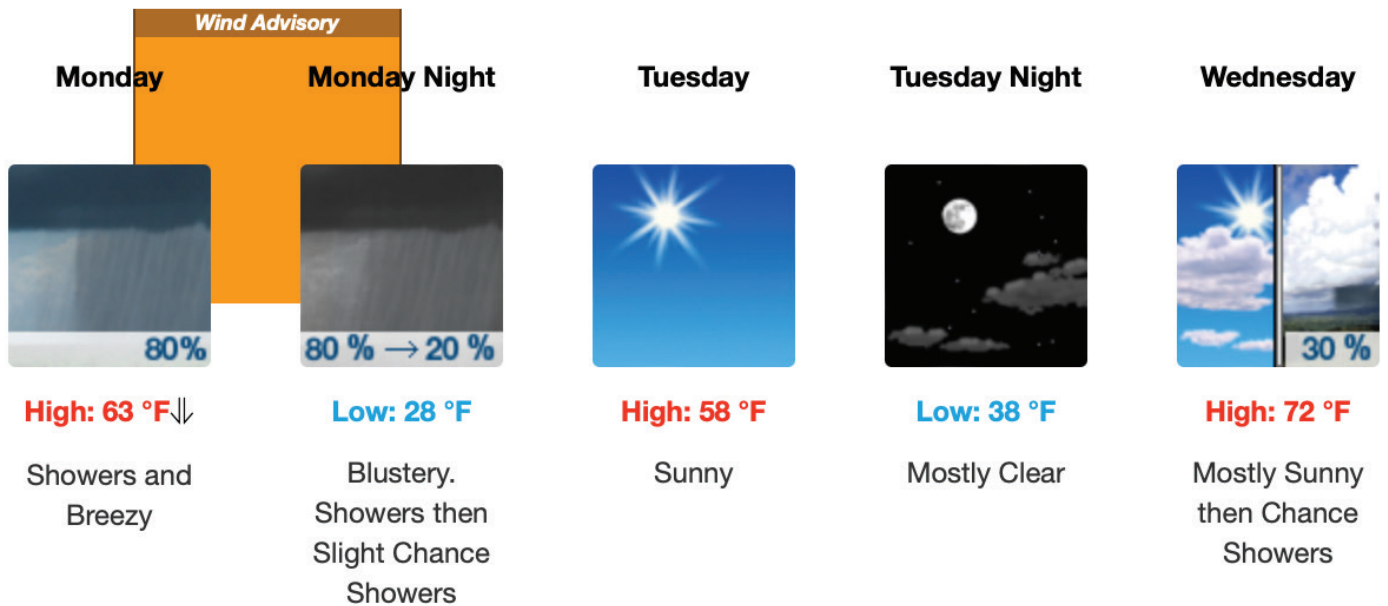 Wind Advisory
Monday
Monday Night
Tuesday
Tuesday Night
Wednesday
80%
80 % → 20 %
30 %
High: 63 °F⇓
Low: 28 °F
High: 58 °F
Low: 38 °F
High: 72 °F
Showers and
Breezy
Blustery.
Showers then
Slight Chance
Showers
Sunny
Mostly Clear
Mostly Sunny
then Chance
Showers